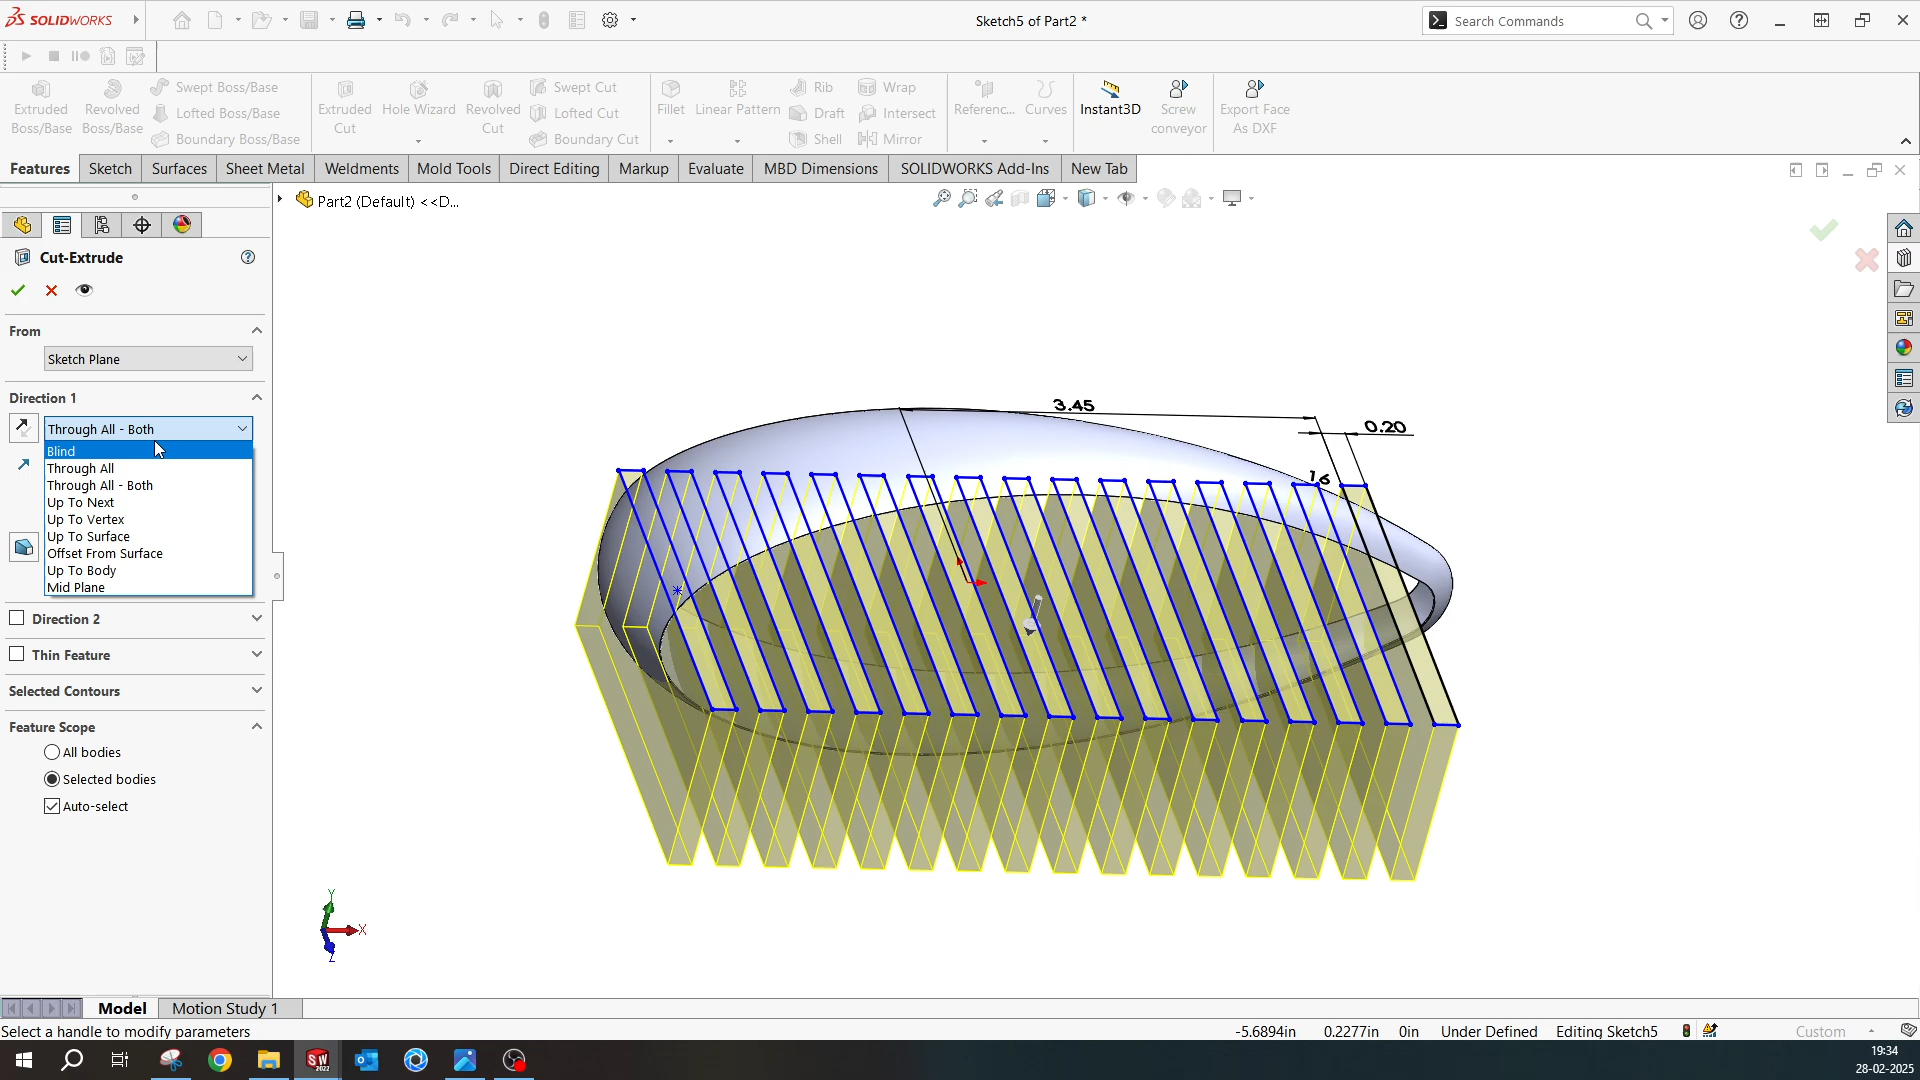 SOLIDWORKS
Sketch5 of Part2 *
Search Commands
Extruded Boss/Base
Revolved Boss/Base
Swept Boss/Base
Lofted Boss/Base
Boundary Boss/Base
Extruded Cut
Hole Wizard
Revolved Cut
Swept Cut
Lofted Cut
Boundary Cut
Fillet
Linear Pattern
Rib
Draft
Shell
Wrap
Intersect
Mirror
Referenc...
Curves
Instant3D
Screw conveyor
Export Face As DXF
Features
Sketch
Surfaces
Sheet Metal
Weldments
Mold Tools
Direct Editing
Markup
Evaluate
MBD Dimensions
SOLIDWORKS Add-Ins
New Tab
Part2 (Default) <<D...
Cut-Extrude
From
Sketch Plane
Direction 1
Through All - Both
Blind
Through All
Through All - Both
Up To Next
Up To Vertex
Up To Surface
Offset From Surface
Up To Body
Mid Plane
Direction 2
Thin Feature
Selected Contours
Feature Scope
All bodies
Selected bodies
Auto-select
3.45
0.20
16
Y
X
Z
Model
Motion Study 1
Select a handle to modify parameters
-5.6894in
0.2277in
0in
Under Defined
Editing Sketch5
Custom
SW
2022
19:34
28-02-2025